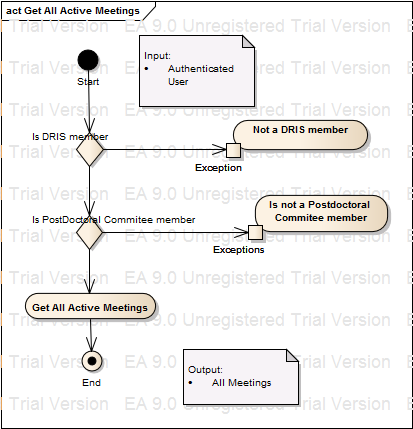 act Get All Active Meetings
Trial Version EA 9.0 Unregistered Trial Version
Input:
• Authenticated
User
Trial Version EA 9.0 Unregistered Trial Version
Start
Trial Version EA 9.0 Unregistered Trial Version
Is DRIS member
Not a DRIS member
Trial Version EA 9.0 Unregistered Trial Version
Exception
Trial Version EA 9.0 Unregistered Trial Version
Is PostDoctoral Commitee member
Is not a Postdoctoral
Commitee member
Trial Version EA 9.0 Unregistered Trial Version
Exceptions
Trial Version EA 9.0 Unregistered Trial Version
Get All Active Meetings
Trial Version EA 9.0 Unregistered Trial Version
End
Trial Version EA 9.0 Unregistered Trial Version
Output:
• All Meetings
Trial Version EA 9.0 Unregistered Trial Version